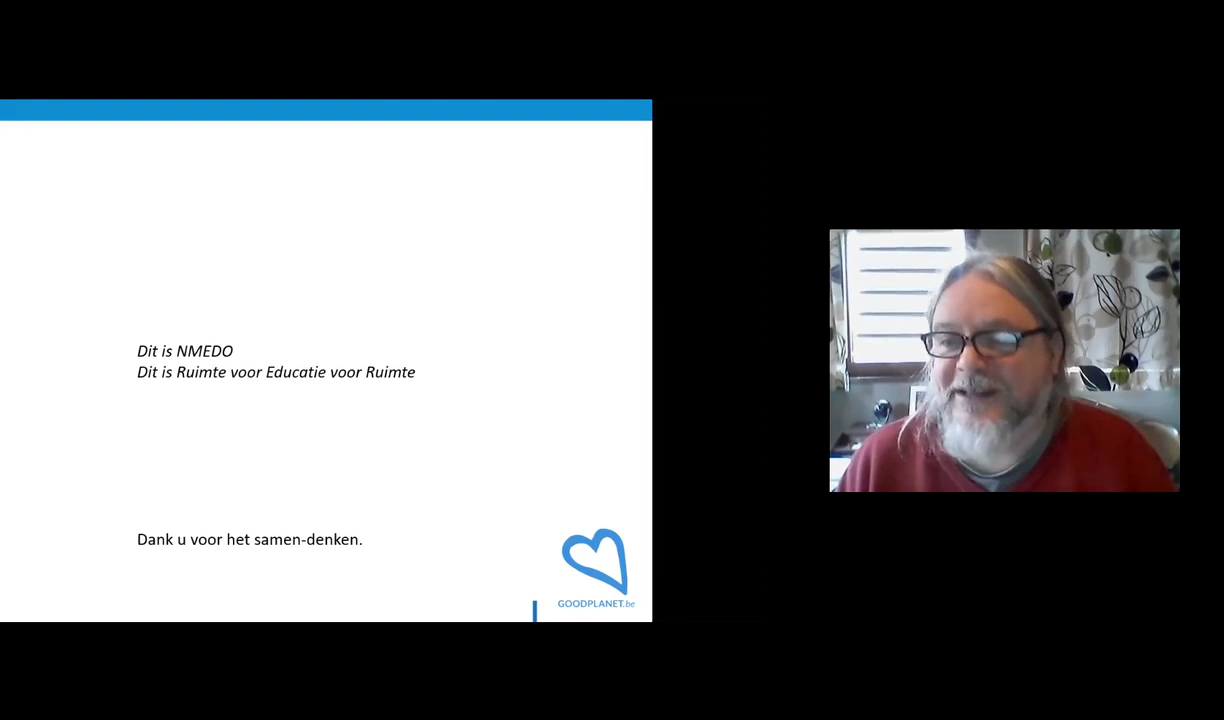 Dit is NMEDO
Dit is Ruimte voor Educatie voor Ruimte
Dank u voor het samen-denken.
GOODPLANET.be